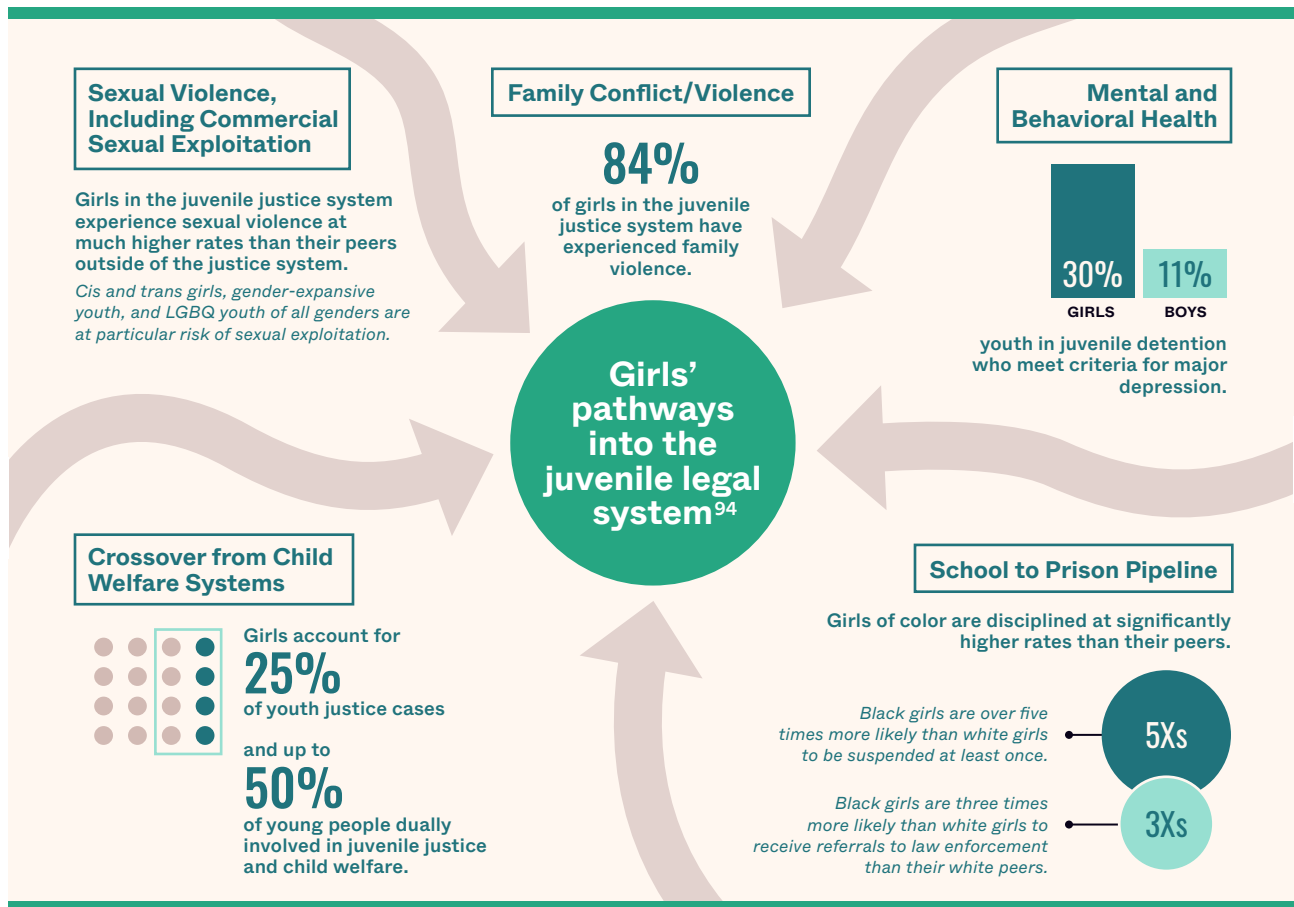 Sexual Violence,
Including Commercial
Sexual Exploitation
Girls in the juvenile justice system
experience sexual violence at
much higher rates than their peers
outside of the justice system.
Cis and trans girls, gender-expansive
youth, and LGBQ youth of all genders are
at particular risk of sexual exploitation.
Family Conflict/Violence
84%
of girls in the juvenile
justice system have
experienced family
violence.
Mental and
Behavioral Health
30%
11%
GIRLS
BOYS
youth in juvenile detention
who meet criteria for major
depression.
Girls’
pathways
into the
juvenile legal
system94
Crossover from Child
Welfare Systems
Girls account for
25%
of youth justice cases
and up to
50%
of young people dually
involved in juvenile justice
and child welfare.
School to Prison Pipeline
Girls of color are disciplined at significantly
higher rates than their peers.
Black girls are over five
times more likely than white girls
to be suspended at least once.
5Xs
Black girls are three times
more likely than white girls to
receive referrals to law enforcement
than their white peers.
3Xs